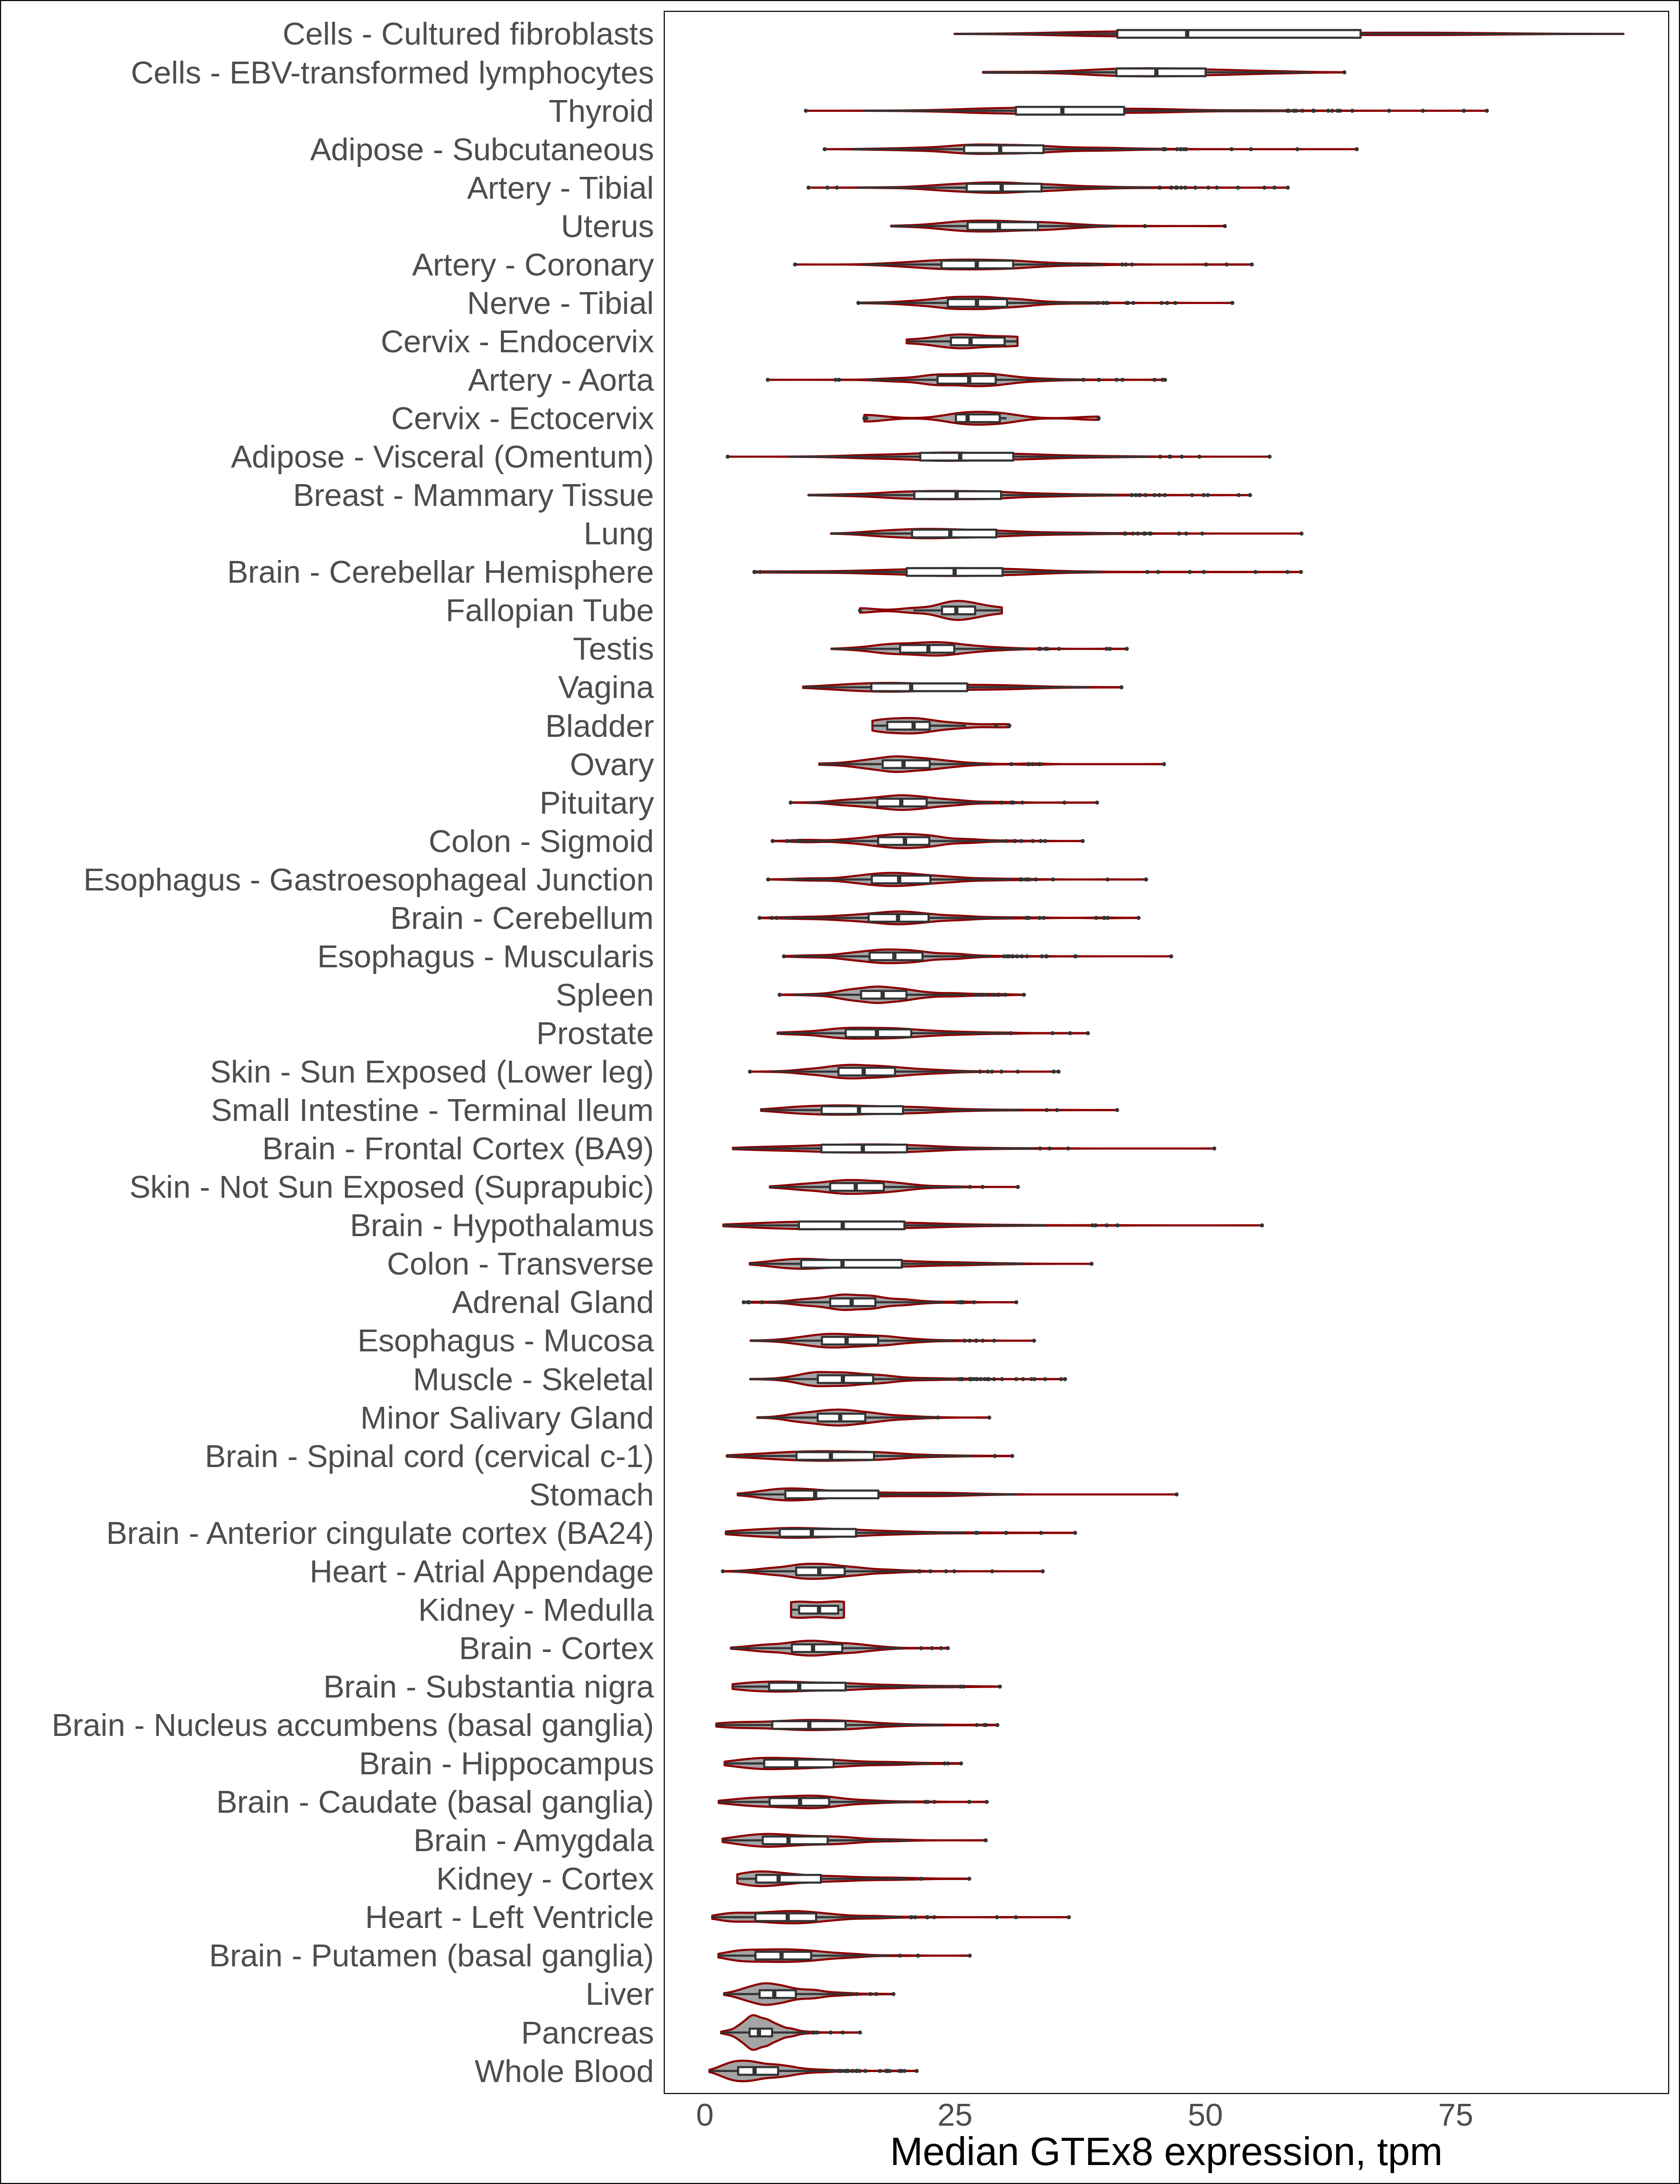 Cells - Cultured fibroblasts
Cells - EBV-transformed lymphocytes
Thyroid
Adipose - Subcutaneous
Artery - Tibial
Uterus
Artery - Coronary
Nerve - Tibial
Cervix - Endocervix
Artery - Aorta
Cervix - Ectocervix
Adipose - Visceral (Omentum)
Breast - Mammary Tissue
Lung
Brain - Cerebellar Hemisphere
Fallopian Tube
Testis
Vagina
Bladder
Ovary
Pituitary
Colon - Sigmoid
Esophagus - Gastroesophageal Junction
Brain - Cerebellum
Esophagus - Muscularis
Spleen
Prostate
Skin - Sun Exposed (Lower leg)
Small Intestine - Terminal Ileum
Brain - Frontal Cortex (BA9)
Skin - Not Sun Exposed (Suprapubic)
Brain - Hypothalamus
Colon - Transverse
Adrenal Gland
Esophagus - Mucosa
Muscle - Skeletal
Minor Salivary Gland
Brain - Spinal cord (cervical c-1)
Stomach
Brain - Anterior cingulate cortex (BA24)
Heart - Atrial Appendage
Kidney - Medulla
Brain - Cortex
Brain - Substantia nigra
Brain - Nucleus accumbens (basal ganglia)
Brain - Hippocampus
Brain - Caudate (basal ganglia)
Brain - Amygdala
Kidney - Cortex
Heart - Left Ventricle
Brain - Putamen (basal ganglia)
Liver
Pancreas
Whole Blood
0 25 50 75
Median GTEx8 expression, tpm